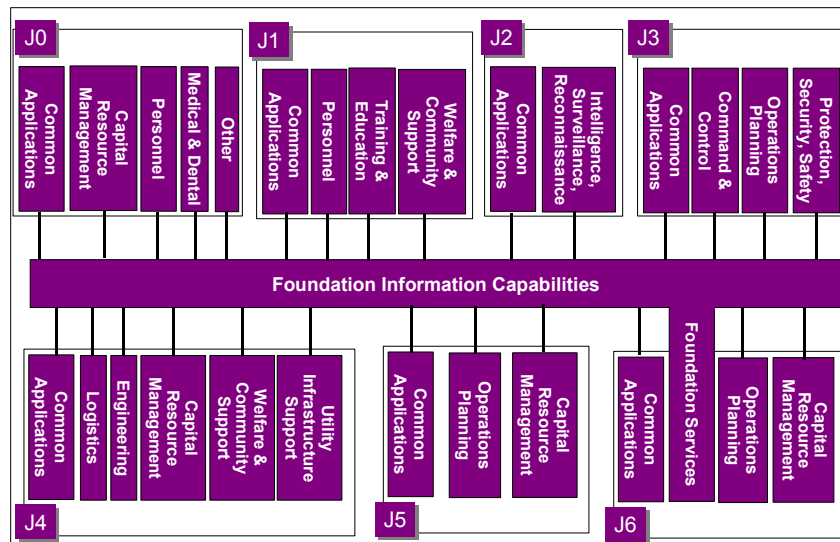 J0
Common
Applications
Capital
Resource
Management
Personnel
Medical & Dental
Other
J1
Common
Applications
Personnel
Training &
Education
Welfare &
Community
Support
J2
Common
Applications
Intelligence,
Surveillance,
Reconnaissance
J3
Common
Applications
Command &
Control
Operations
Planning
Protection,
Security, Safety
Foundation Information Capabilities
Common
Applications
Logistics
Engineering
Capital
Resource
Management
Welfare &
Community
Support
Utility
Infrastructure
Support
J4
Common
Applications
Operations
Planning
Capital
Resource
Management
J5
Common
Applications
Foundation Services
Operations
Planning
Capital
Resource
Management
J6